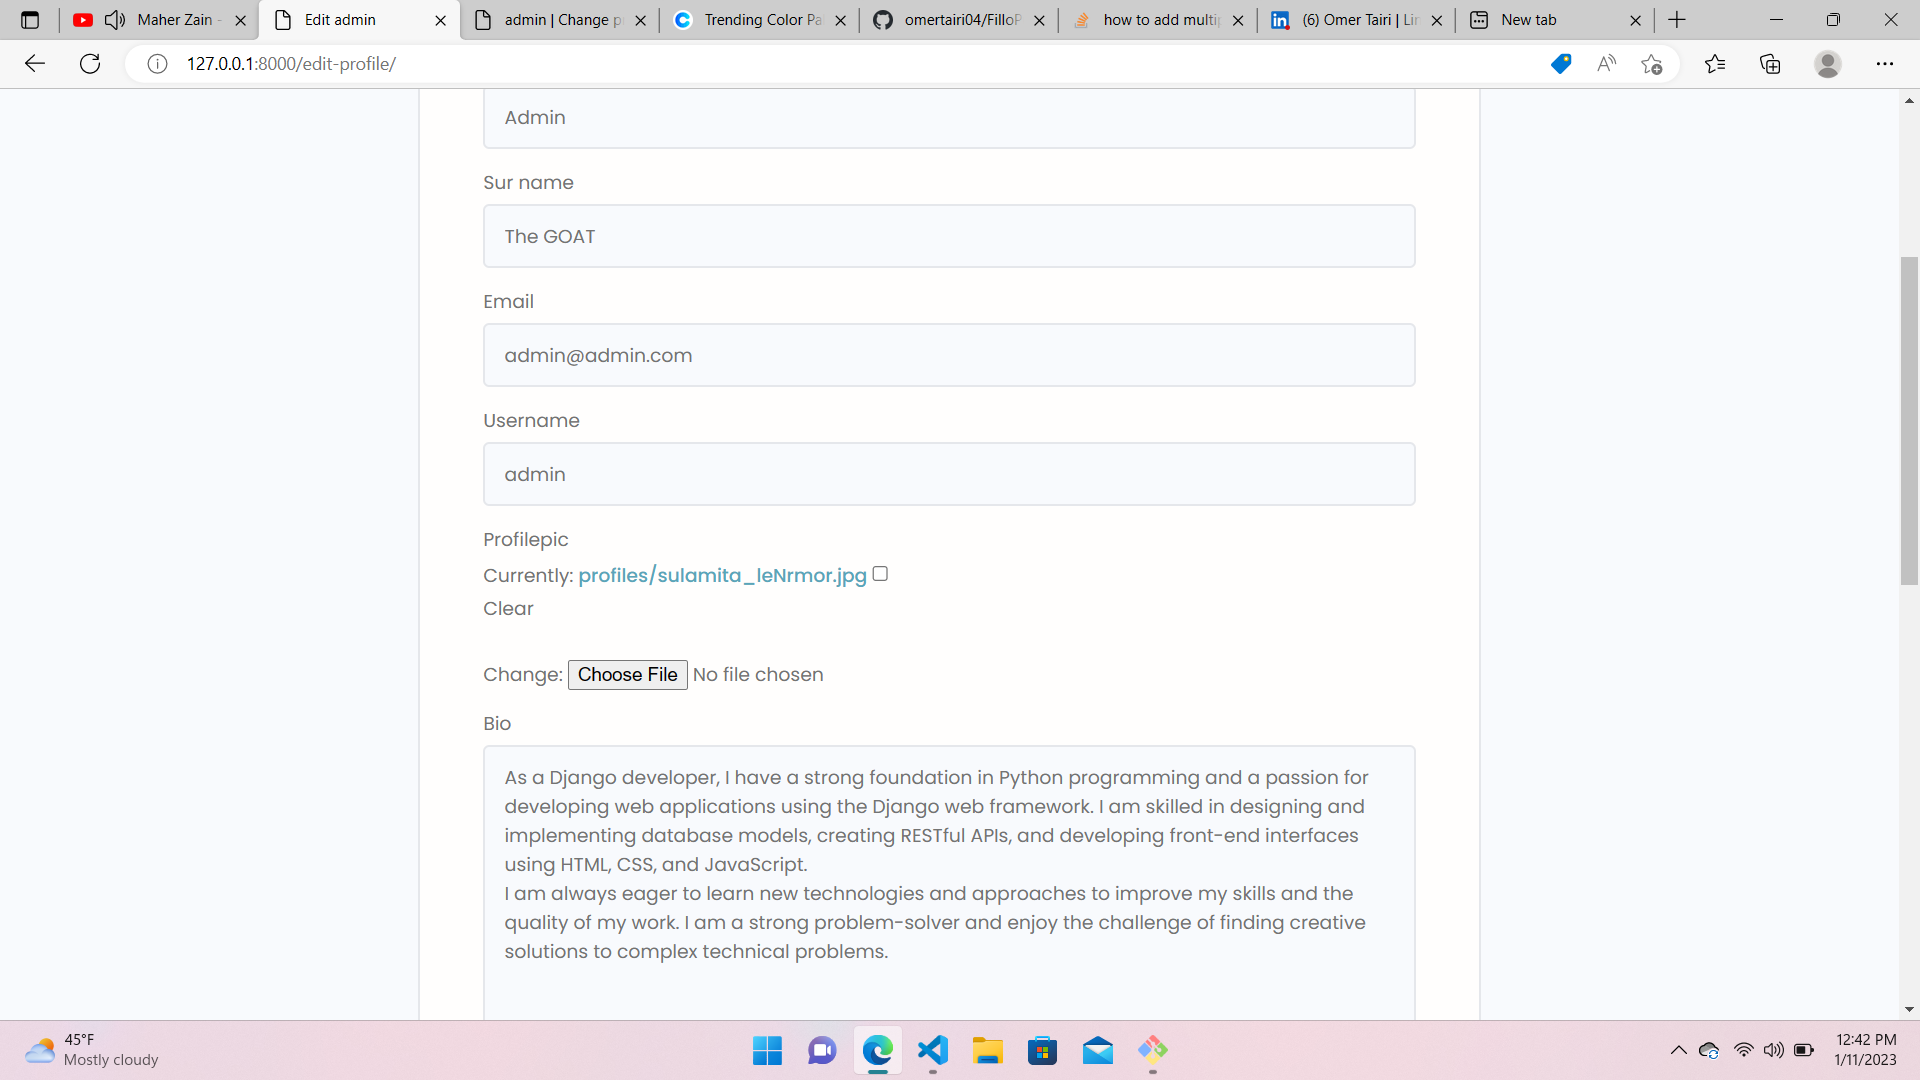 Maher Zain -
Edit admin
admin | Change p
Trending Color Pa
omertairi04/FilloP
how to add multip
(6) Omer Tairi | Lin
New tab
127.0.0.1:8000/edit-profile/
Admin
Sur name
The GOAT
Email
admin@admin.com
Username
admin
Profilepic
Currently: profiles/sulamita_leNrmor.jpg
Clear
Change: Choose File No file chosen
Bio
As a Django developer, I have a strong foundation in Python programming and a passion for
developing web applications using the Django web framework. I am skilled in designing and
implementing database models, creating RESTful APIs, and developing front-end interfaces
using HTML, CSS, and JavaScript.
I am always eager to learn new technologies and approaches to improve my skills and the
quality of my work. I am a strong problem-solver and enjoy the challenge of finding creative
solutions to complex technical problems.
45°F
Mostly cloudy
12:42 PM
1/11/2023